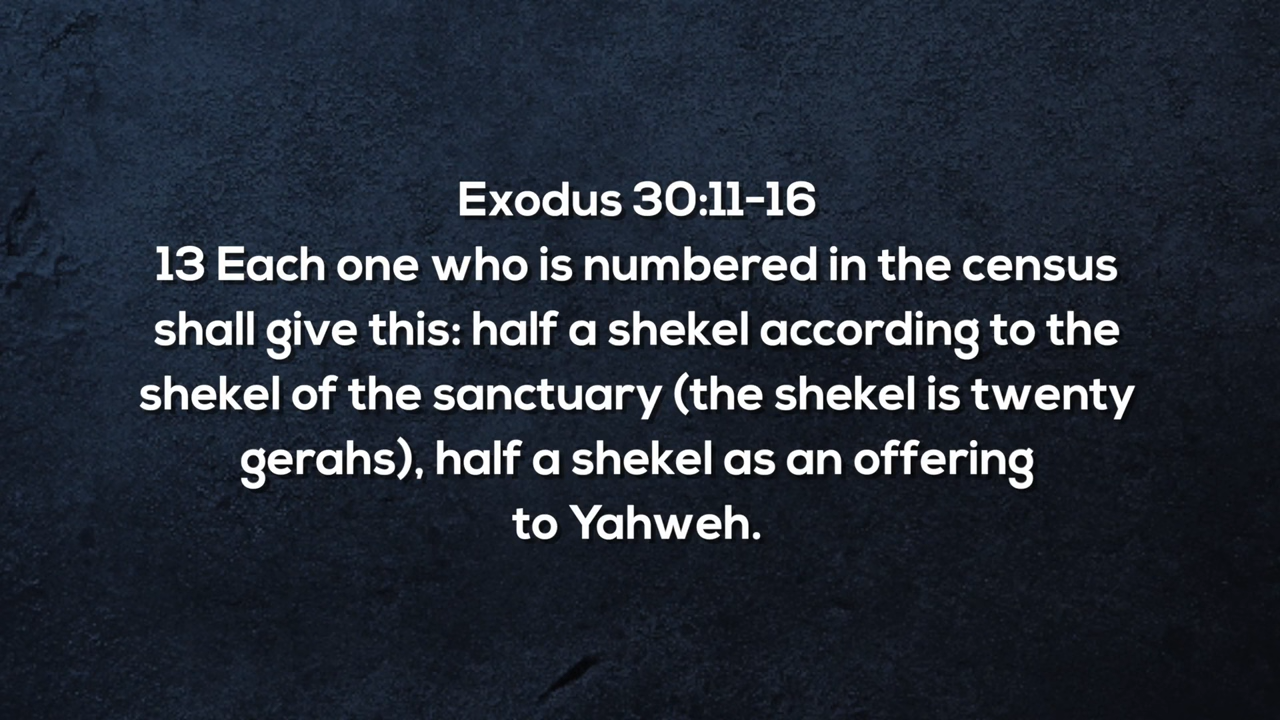 Exodus 30:11-16
13 Each one who is numbered in the census
shall give this: half a shekel according to the
shekel of the sanctuary (the shekel is twenty
gerahs), half a shekel as an offering
to Yahweh.